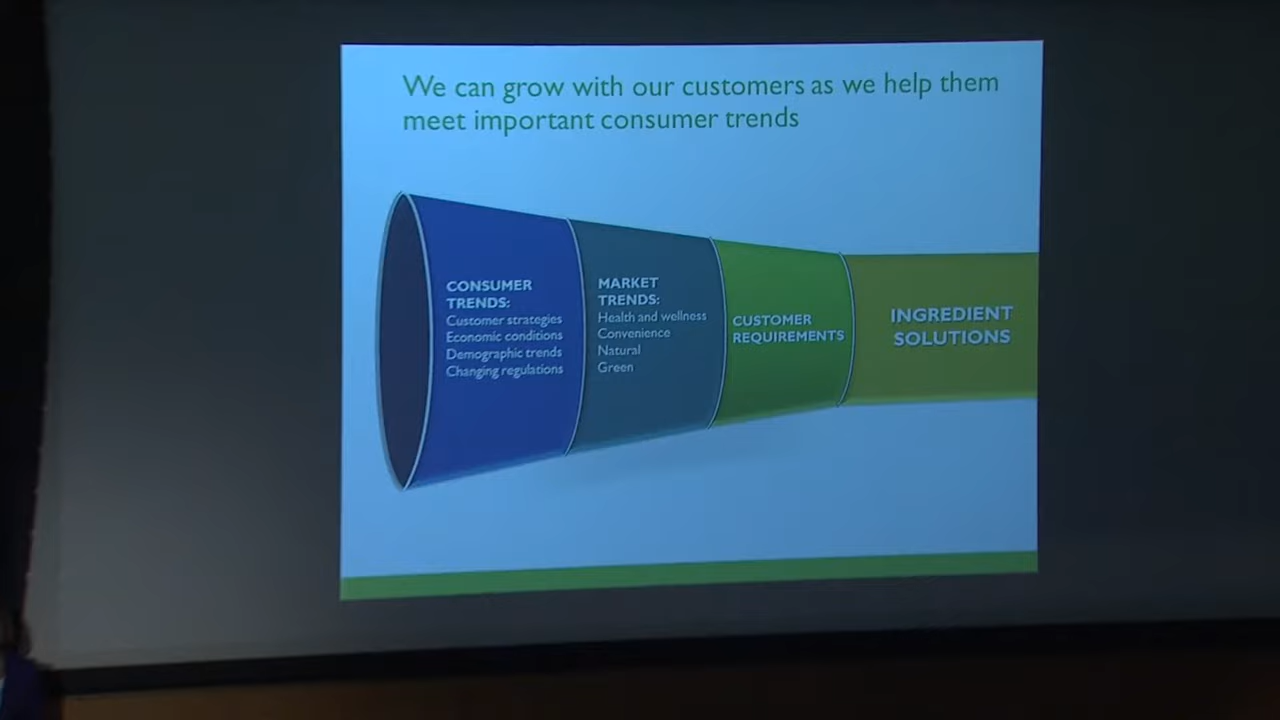 We can grow with our customers as we help them
meet important consumer trends
CONSUMER
TRENDS:
Customer strategies
Economic conditions
Demographic trends
Changing regulations
MARKET
TRENDS:
Health and wellness
Convenience
Natural
Green
CUSTOMER
REQUIREMENTS
INGREDIENT
SOLUTIONS